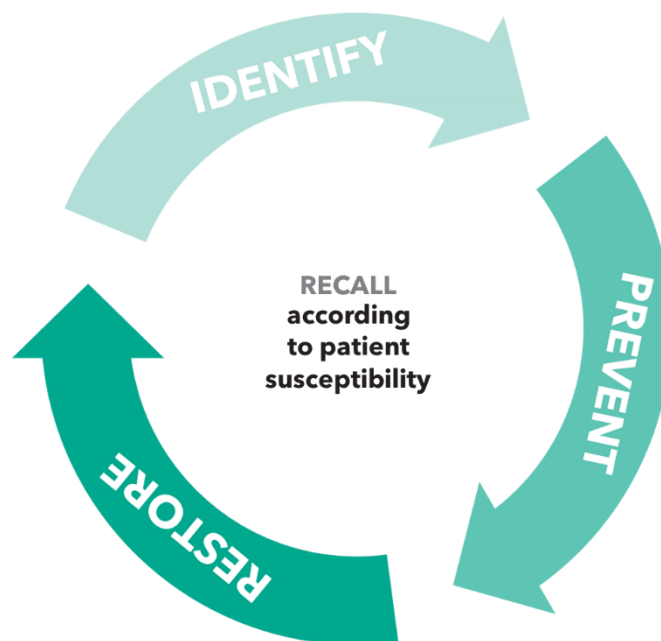 IDENTIFY
PREVENT
RESTORE
RECALL
according
to patient
susceptibility